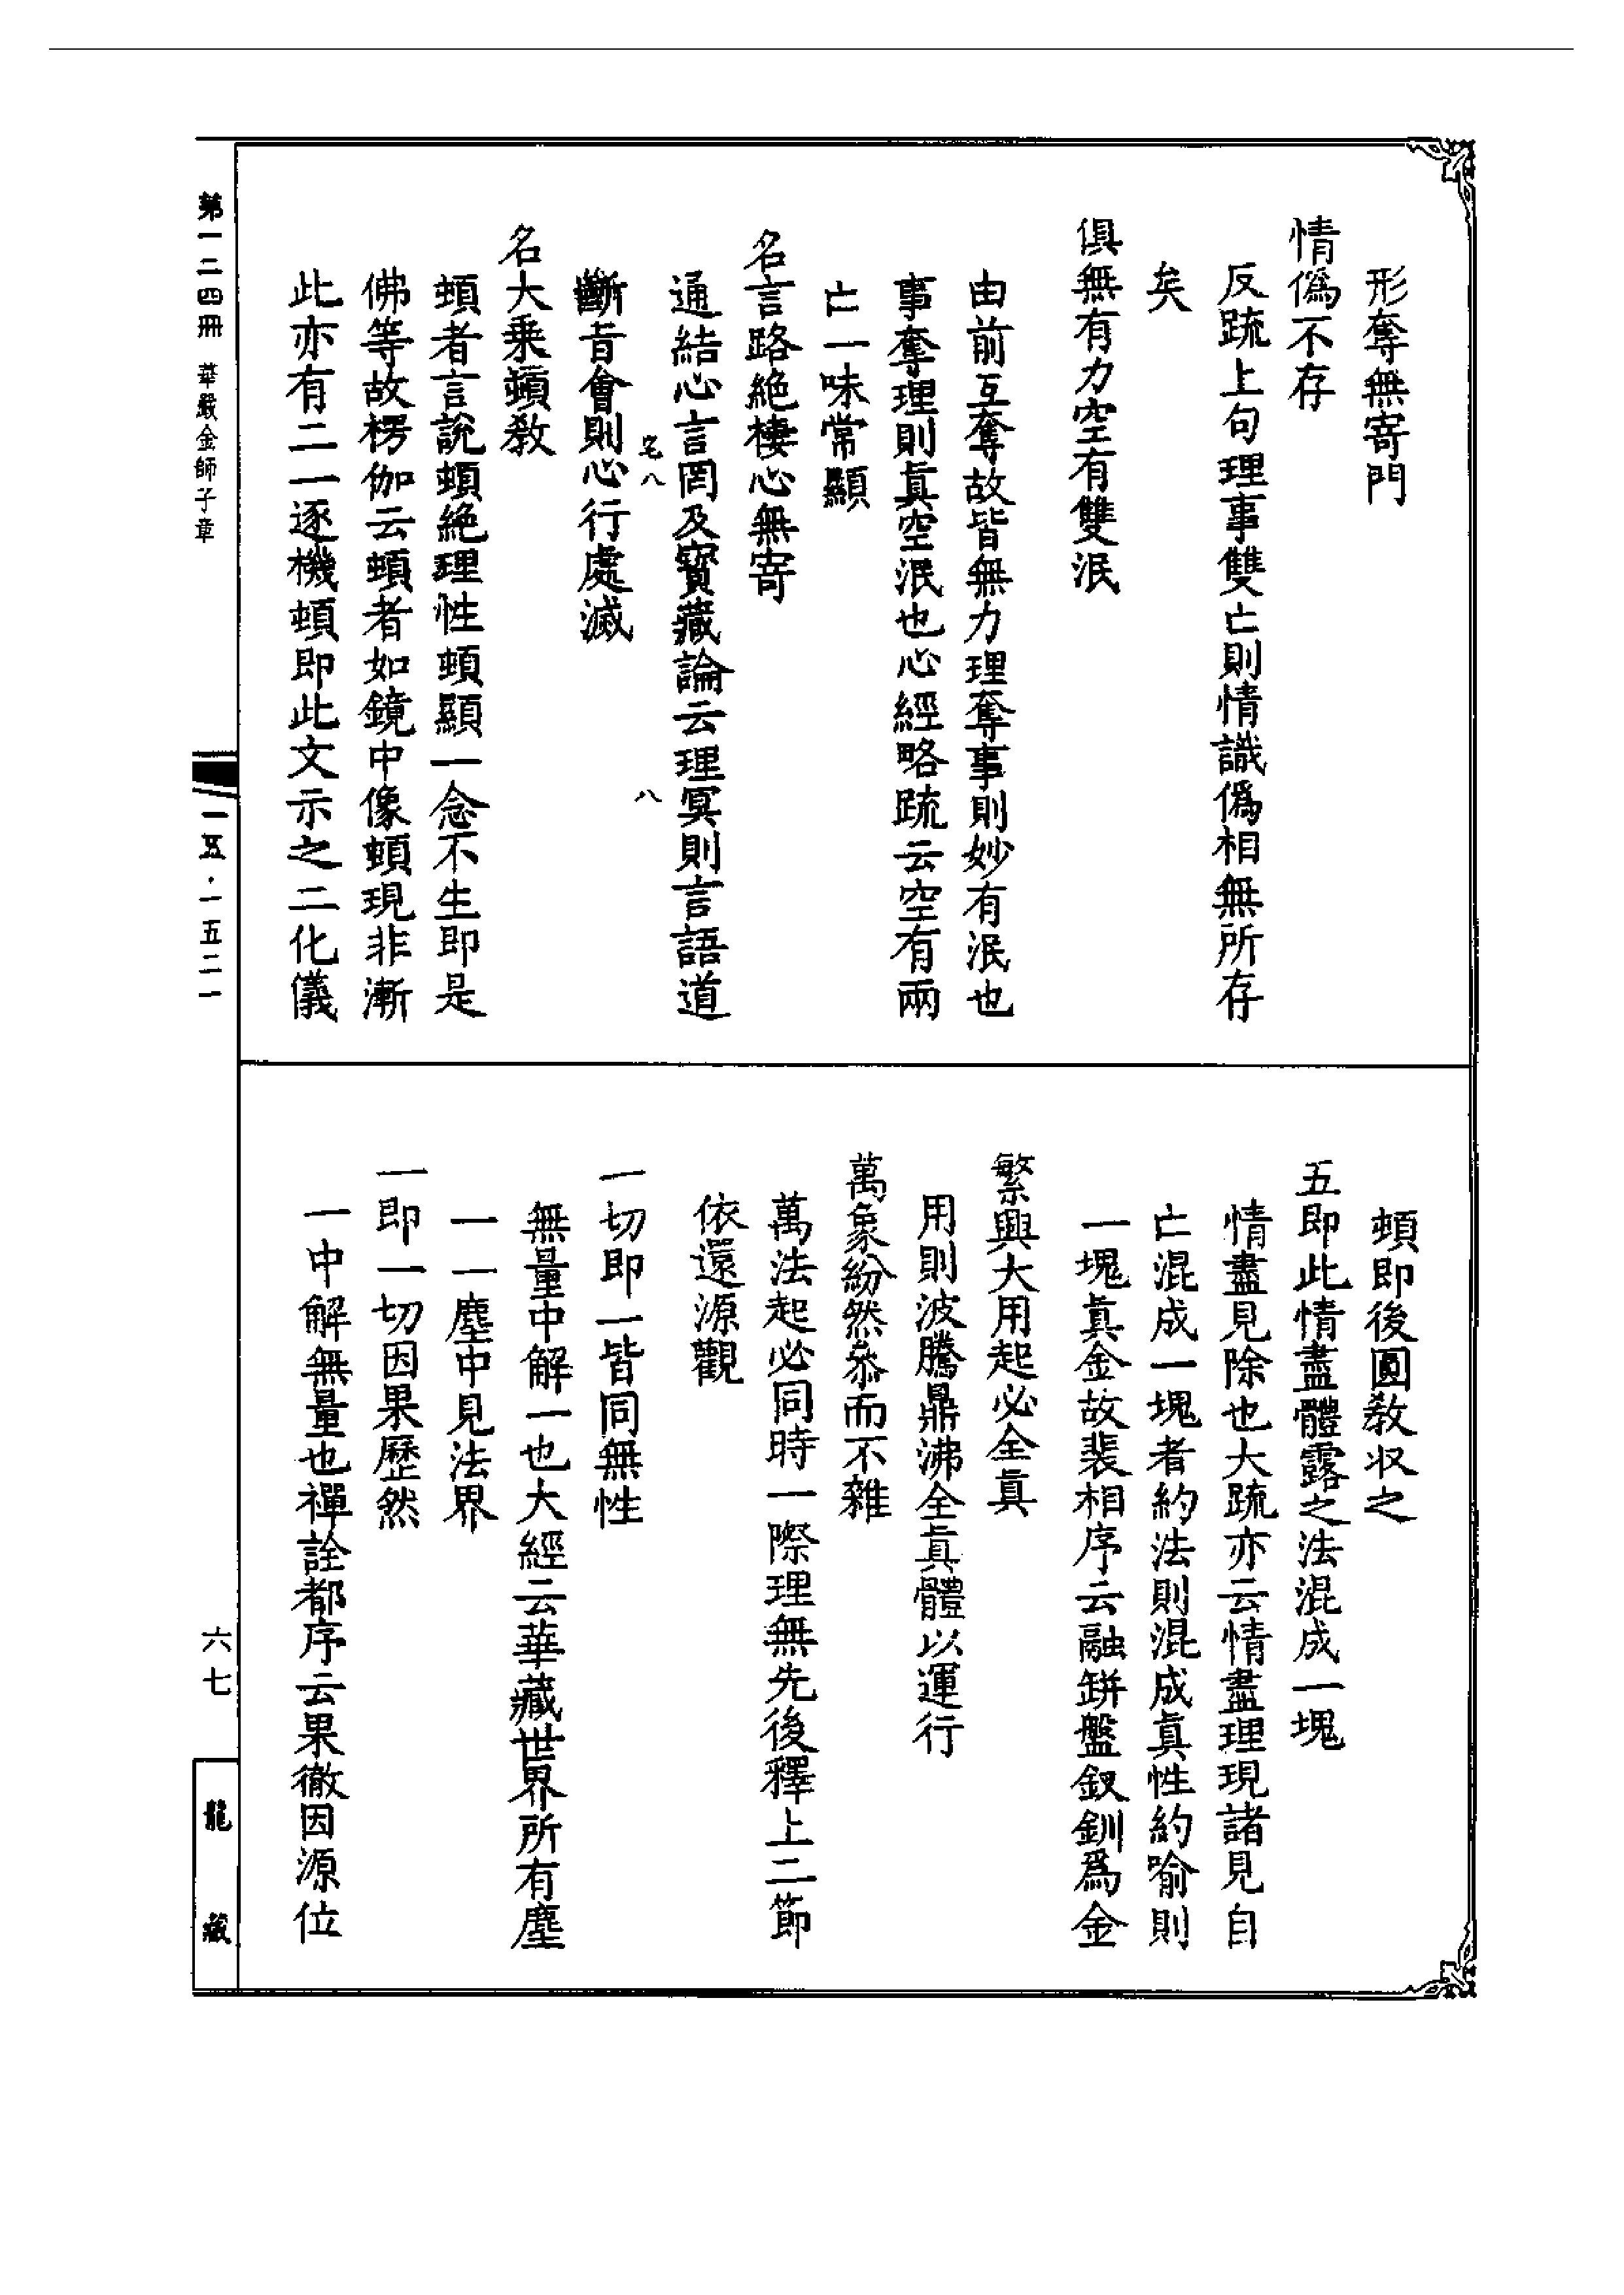 形奪無寄門
情偽不存
反䟽上句理事雙亡則情識偽相無所存
矣
俱無有力空有雙泯
由前互奪故皆無力理奪事則妙有泯也
事奪理則真空泯也心經略䟽云空有兩
亡一味常顯
名言路絶棲心無寄
通結心言罔及寶藏論云理冥則言語道
斷旨會則心行處滅
名大乗頓教
頓者言說頓絶理性頓顯一念不生即是
佛等故楞伽云頓者如鏡中像頓現非漸
此亦有二一逐機頓即此文示之二化儀
頓即後圓教収之
五即此情盡體露之法混成一塊
情盡見除也大䟽亦云情盡理現諸見自
亡混成一塊者約法則混成真性約喻則
一塊真金故裴相序云融缾盤釵釧為金
繁興大用起必全真
用則波騰鼎沸全真體以運行
萬象紛然叅而不雜
萬法起必同時一際理無先後釋上二節
依還源觀
一切即一皆同無性
無量中解一也大經云華藏世界所有塵
一一塵中見法界
一即一切因果歷然
一中解無量也禪詮都序云果徹因源位
第一二四冊 華嚴金師子章
一五·一五二一
六七
龍藏
八
八